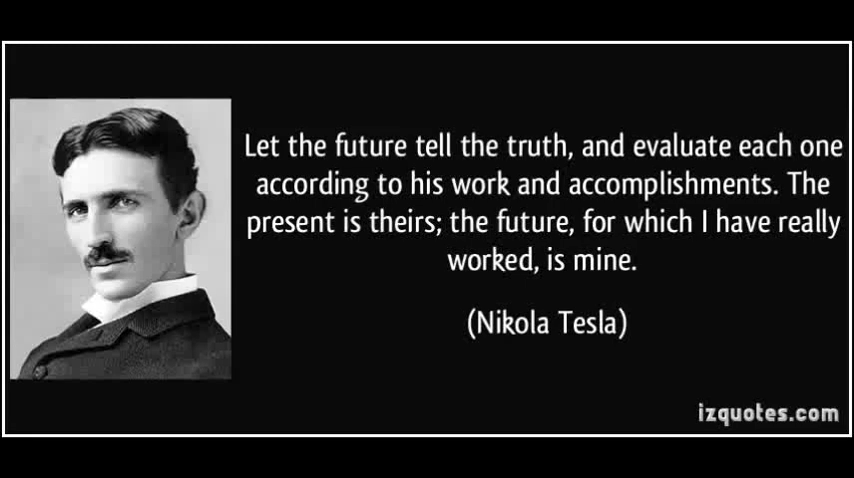 Let the future tell the truth, and evaluate each one
according to his work and accomplishments. The
present is theirs; the future, for which I have really
worked, is mine.
(Nikola Tesla)
izquotes.com